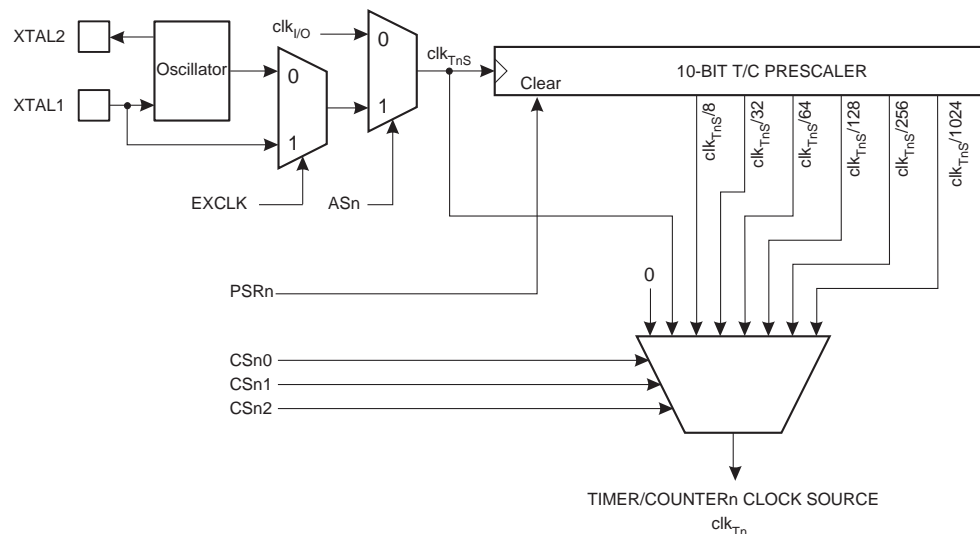 XTAL2
XTAL1
Oscillator
clkI/O
0
1
0
1
EXCLK
ASn
clkTnS
10-BIT T/C PRESCALER
Clear
clkTnS/8
clkTnS/32
clkTnS/64
clkTnS/128
clkTnS/256
clkTnS/1024
PSRn
0
CSn0
CSn1
CSn2
TIMER/COUNTERn CLOCK SOURCE
clkTn